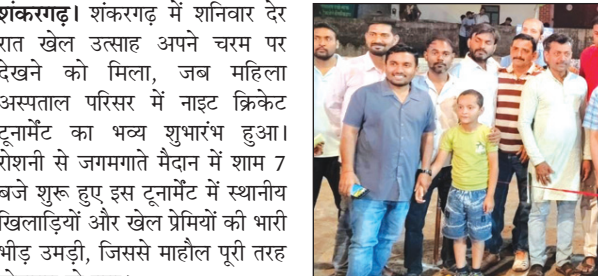 शंकरगढ़। शंकरगढ़ में शनिवार देर
रात खेल उत्साह अपने चरम पर
देखने को मिला, जब महिला
अस्पताल परिसर में नाइट क्रिकेट
टूनार्मेंट का भव्य शुभारंभ हुआ।
रोशनी से जगमगाते मैदान में शाम 7
बजे शुरू हुए इस टूनार्मेंट में स्थानीय
खिलाड़ियों और खेल प्रेमियों की भारी
भीड़ उमड़ी, जिससे माहौल पूरी तरह